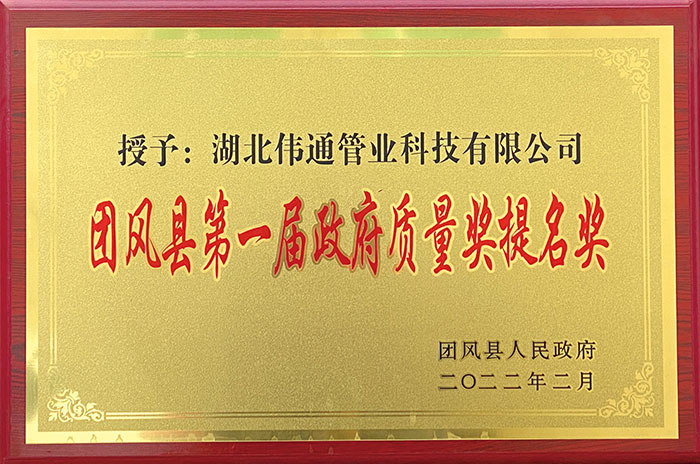 授予：湖北伟通管业科技有限公司
团风县第一届政府质量奖提名奖
团风县人民政府
二〇二二年二月